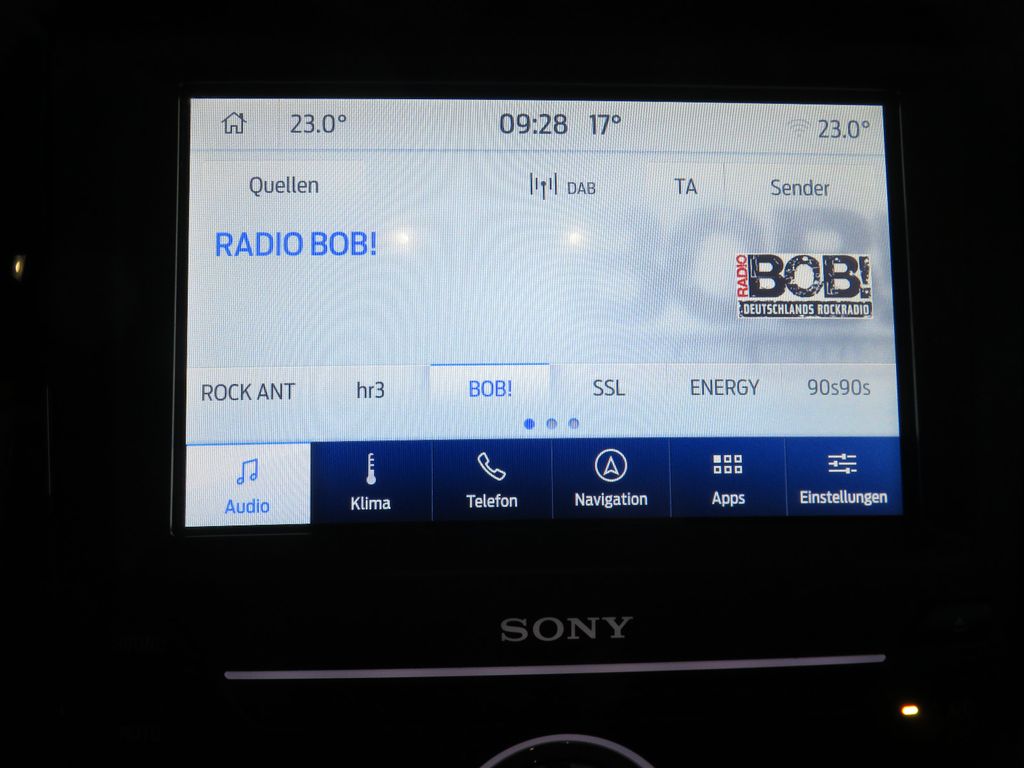 23.0° 09:28 17° 23.0°
Quellen DAB TA Sender
RADIO BOB!
RADIO BOB!
DEUTSCHLANDS ROCKRADIO
ROCK ANT hr3 BOB! SSL ENERGY 90s90s
Audio Klima Telefon Navigation Apps Einstellungen
SONY